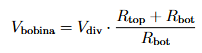 V_bobina = V_div · (R_top + R_bot) / R_bot